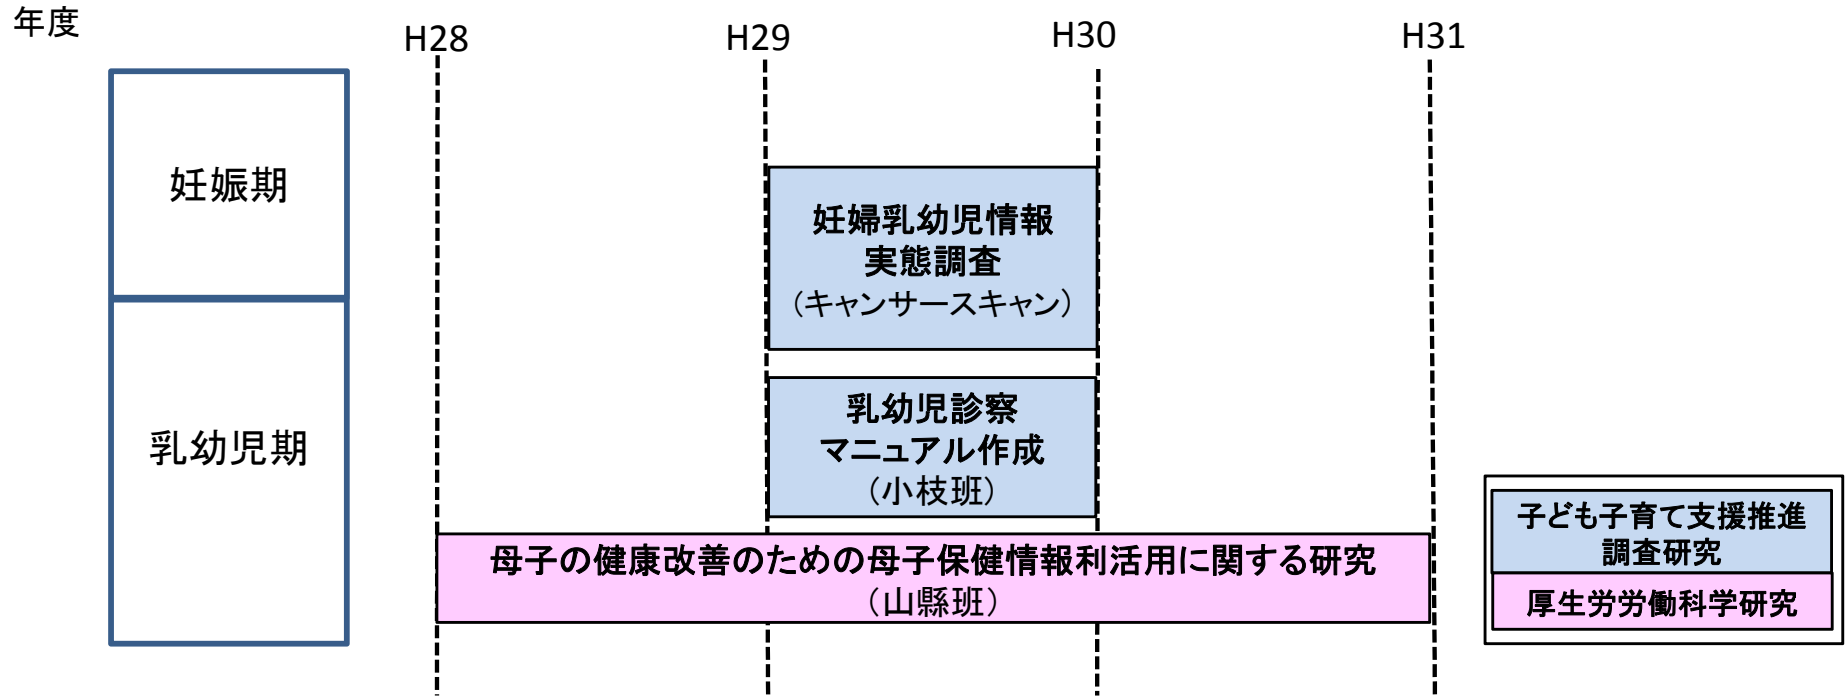 年度
H28
H29
H30
H31
妊娠期
妊婦乳幼児情報
実態調査
（キャンサースキャン）
乳幼児期
乳幼児診察
マニュアル作成
（小枝班）
母子の健康改善のための母子保健情報利活用に関する研究
（山縣班）
子ども子育て支援推進
調査研究
厚生労労働科学研究